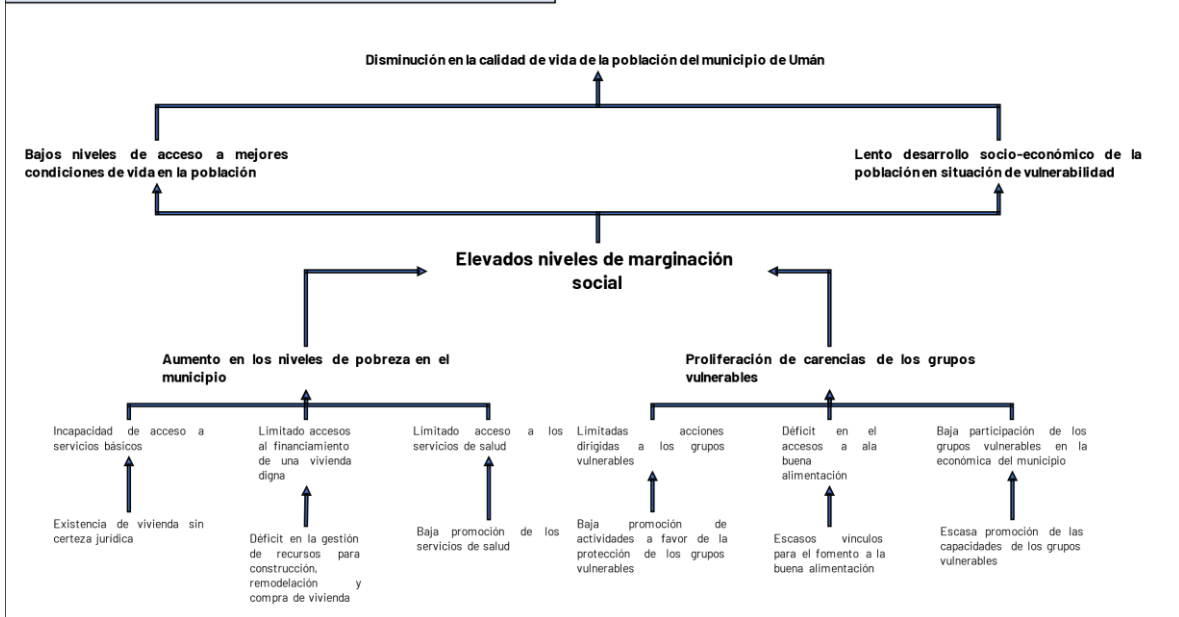 Disminución en la calidad de vida de la población del municipio de Umán
Bajos niveles de acceso a mejores
condiciones de vida en la población
Lento desarrollo socio-económico de la
población en situación de vulnerabilidad
Elevados niveles de marginación
social
Aumento en los niveles de pobreza en el
municipio
Proliferación de carencias de los grupos
vulnerables
Incapacidad de acceso a
servicios básicos
Limitado accesos
al financiamiento
de una vivienda
digna
Limitado acceso a los
servicios de salud
Limitadas acciones
dirigidas a los grupos
vulnerables
Déficit en el
accesos a ala
buena
alimentación
Baja participación de los
grupos vulnerables en la
económica del municipio
Existencia de vivienda sin
certeza jurídica
Déficit en la gestión
de recursos para
construcción,
remodelación y
compra de vivienda
Baja promoción de los
servicios de salud
Baja promoción de
actividades a favor de la
protección de los grupos
vulnerables
Escasos vínculos
para el fomento a la
buena alimentación
Escasa promoción de las
capacidades de los grupos
vulnerables